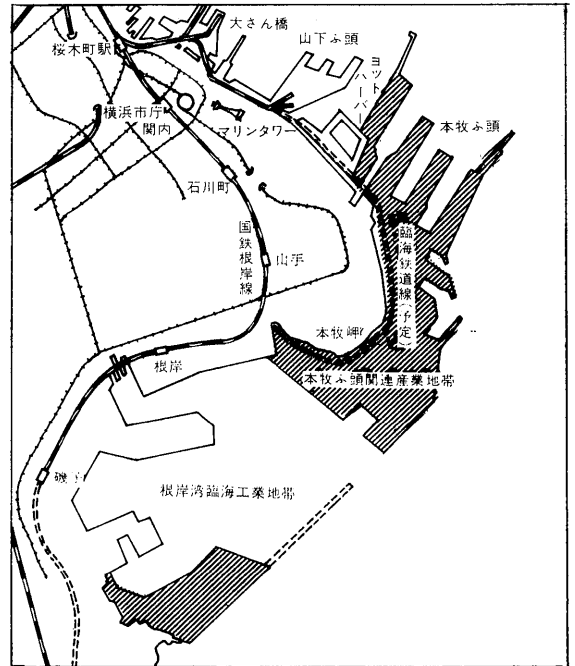 大さん橋
桜木町駅
山下ふ頭
ヨットハーバー
横浜市庁
関内
マリンタワー
本牧ふ頭
石川町
国鉄根岸線
山手
臨海鉄道線(予定)
本牧岬
根岸
本牧ふ頭関連産業地帯
磯子
根岸湾臨海工業地帯